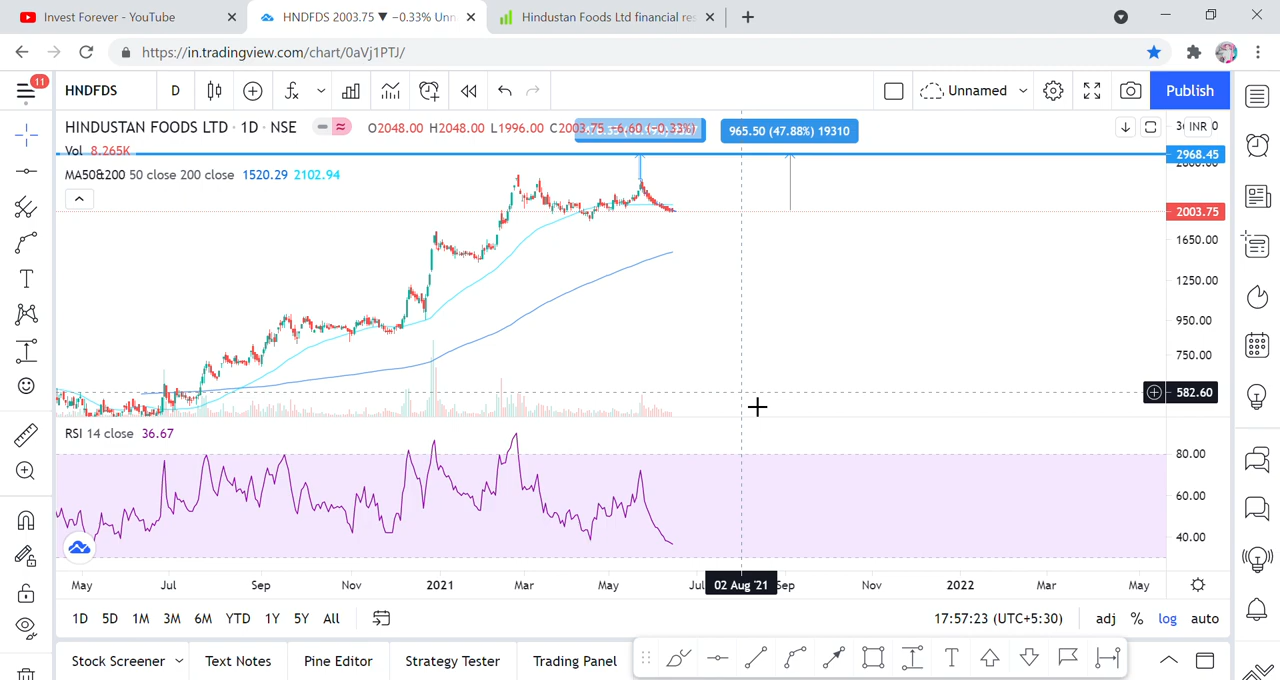 Invest Forever - YouTube
HNDFDS 2003.75 ▼ −0.33% Unn
Hindustan Foods Ltd financial res
https://in.tradingview.com/chart/0aVj1PTJ/
11
HNDFDS
D
Unnamed
Publish
HINDUSTAN FOODS LTD · 1D · NSE
O2048.00 H2048.00 L1996.00 C2003.75 −6.60 (−0.33%)
965.50 (47.88%) 19310
INR
Vol 8.265K
2968.45
MA50&200 50 close 200 close 1520.29 2102.94
2003.75
1650.00
1250.00
950.00
750.00
582.60
RSI 14 close 36.67
80.00
60.00
40.00
May Jul Sep Nov 2021 Mar May Jul 02 Aug '21 Sep Nov 2022 Mar May
1D 5D 1M 3M 6M YTD 1Y 5Y All
17:57:23 (UTC+5:30)
adj % log auto
Stock Screener
Text Notes
Pine Editor
Strategy Tester
Trading Panel